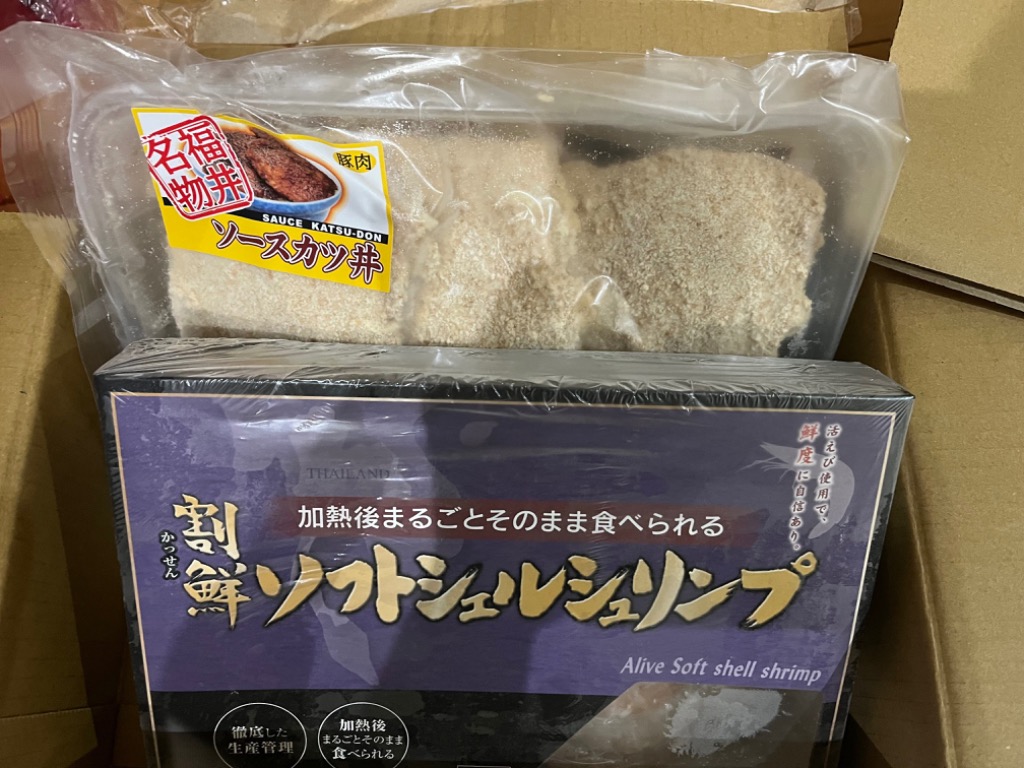 福井
名物
豚肉
SAUCE KATSU-DON
ソースカツ丼
THAILAND
活えび使用で、
鮮度に自信あり。
加熱後まるごとそのまま食べられる
割鮮
かっせん
ソフトシェルシュリンプ
Alive Soft shell shrimp
徹底した
生産管理
加熱後
まるごとそのまま
食べられる